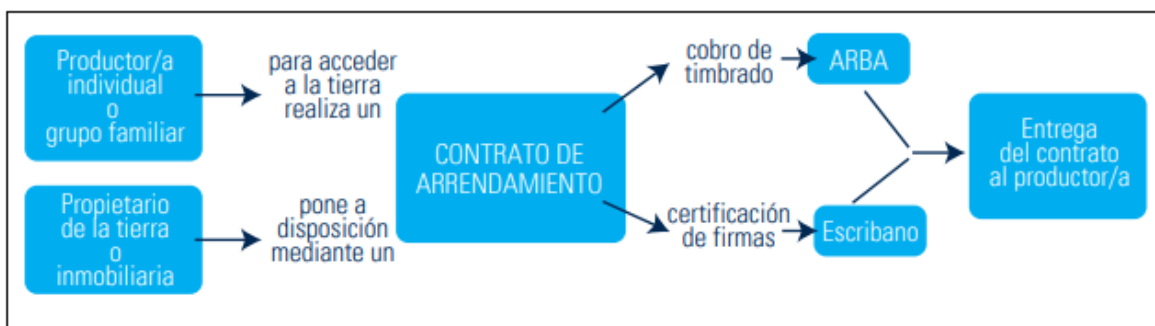 Productor/a
individual
o
grupo familiar
para acceder
a la tierra
realiza un
Propietario
de la tierra
o
inmobiliaria
pone a
disposición
mediante un
CONTRATO DE
ARRENDAMIENTO
cobro de
timbrado
ARBA
certificación
de firmas
Escribano
Entrega
del contrato
al productor/a